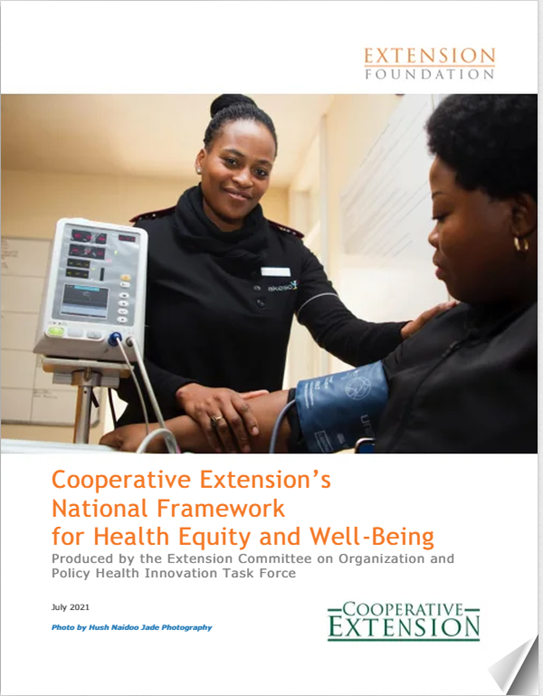 EXTENSION
FOUNDATION
Cooperative Extension’s
National Framework
for Health Equity and Well-Being
Produced by the Extension Committee on Organization and
Policy Health Innovation Task Force
July 2021
Photo by Hush Naidoo Jade Photography
COOPERATIVE
EXTENSION